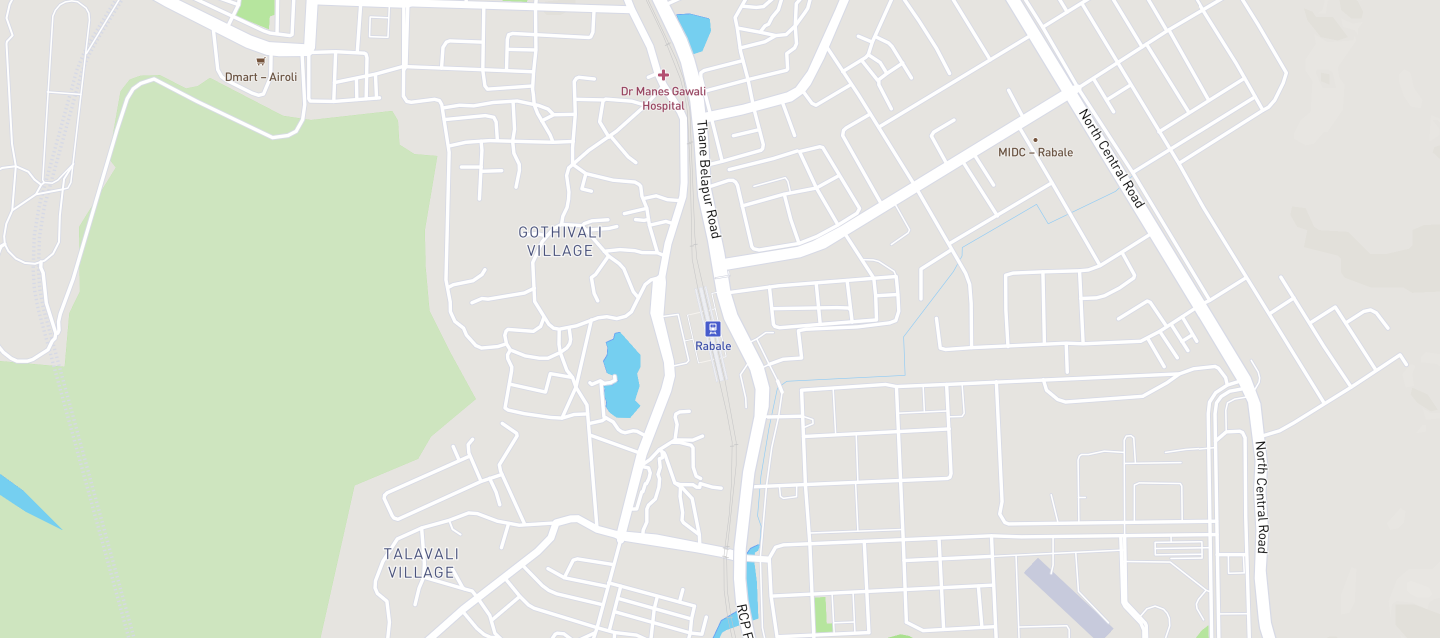 Dmart – Airoli
Dr Manes Gawali
Hospital
Thane Belapur Road
North Central Road
MIDC – Rabale
GOTHIVALI
VILLAGE
Rabale
North Central Road
TALAVALI
VILLAGE
RCP